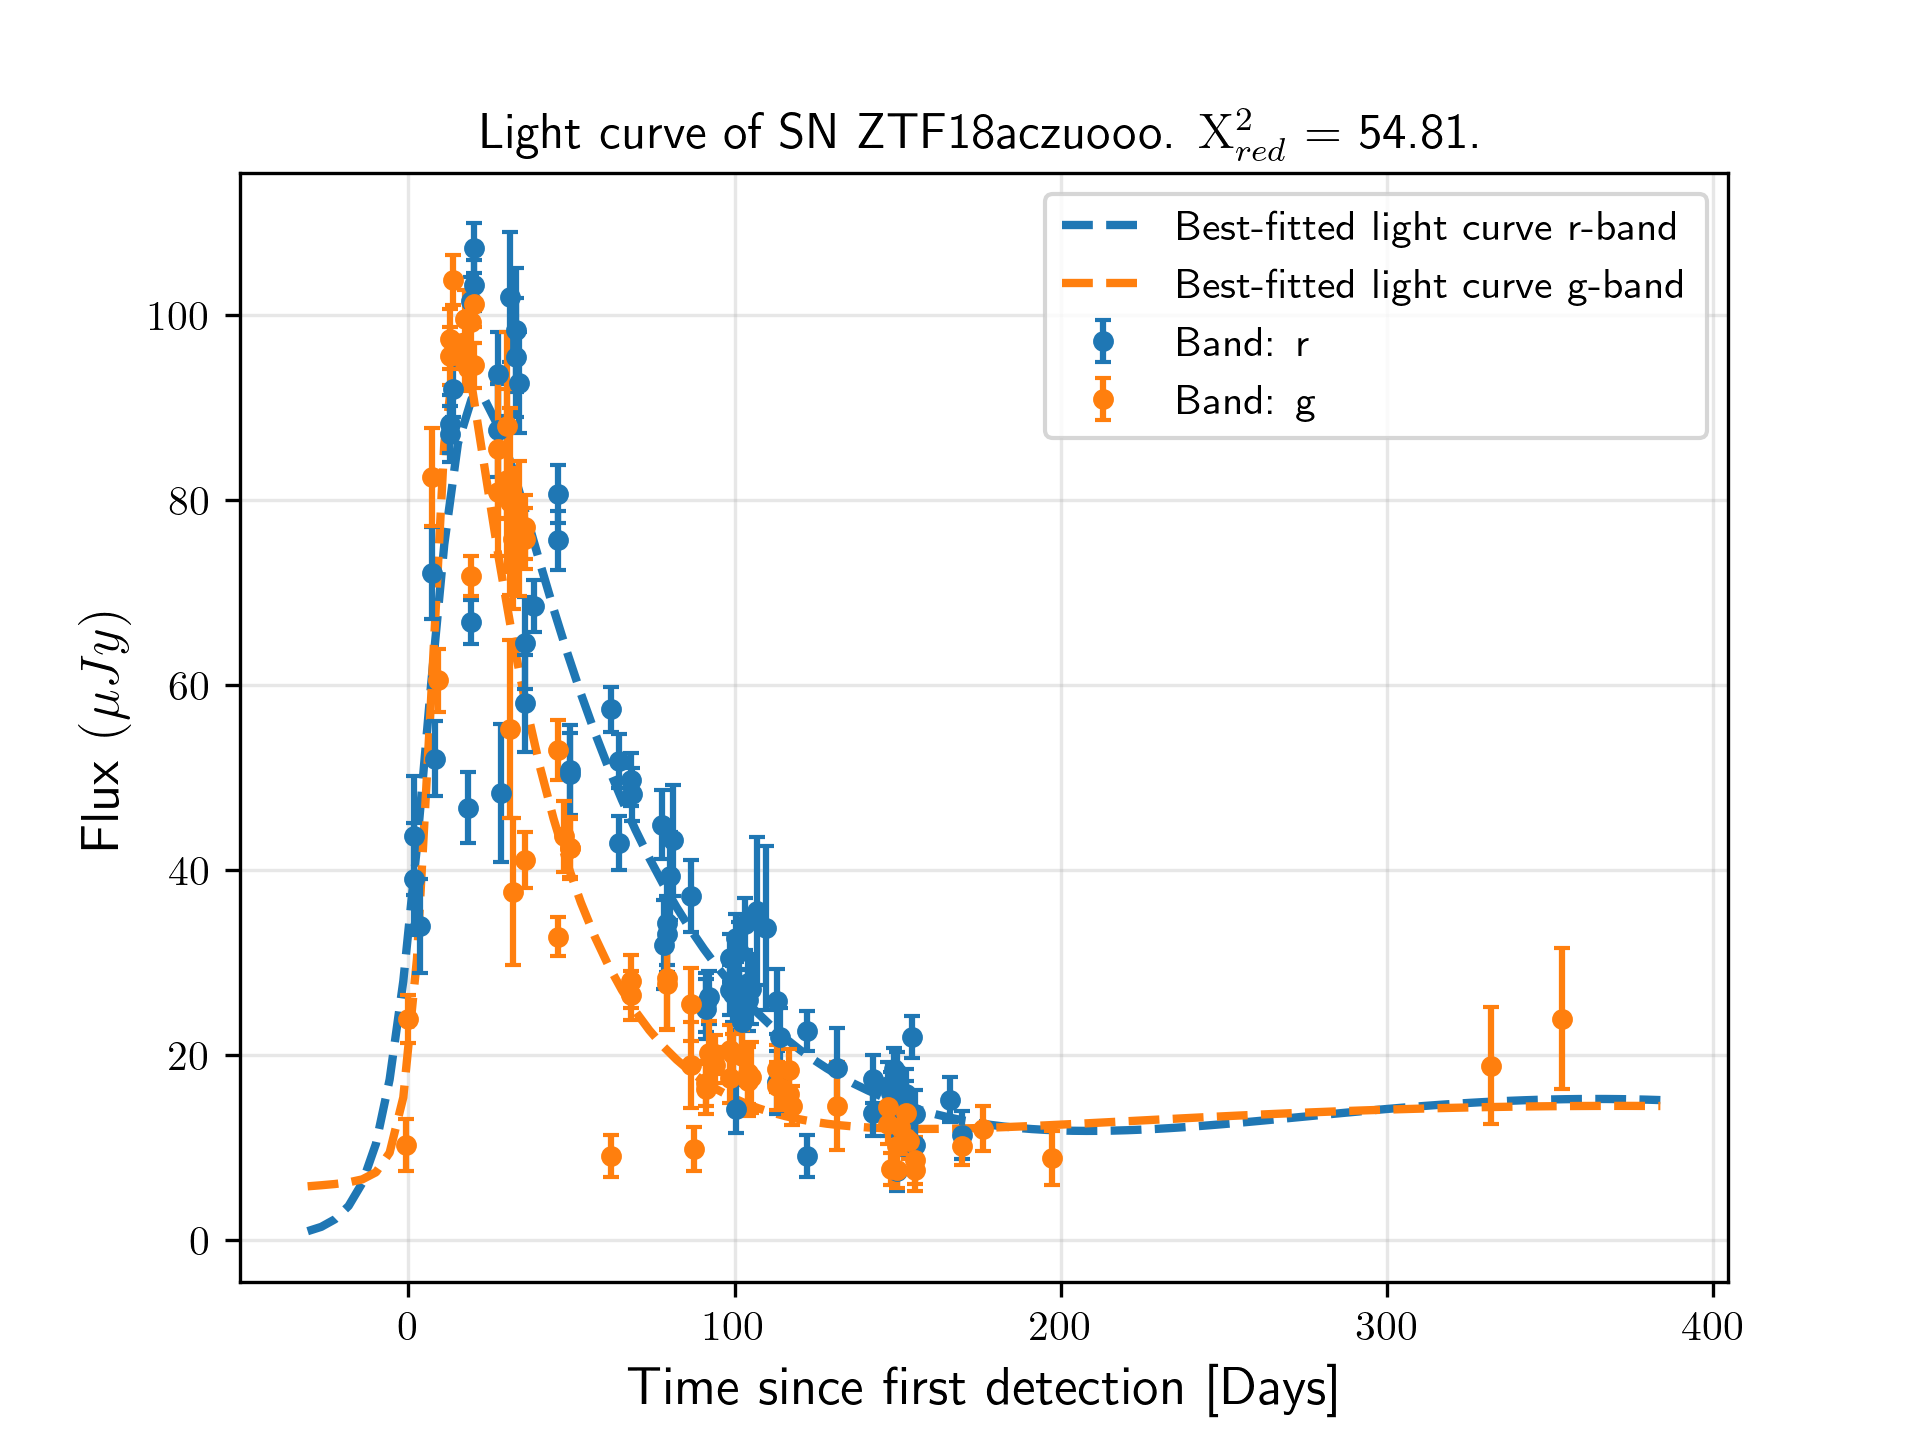 Light curve of SN ZTF18aczuooo. X²_red = 54.81.
Best-fitted light curve r-band
Best-fitted light curve g-band
Band: r
Band: g
Flux (μJy)
100
80
60
40
20
0
0 100 200 300 400
Time since first detection [Days]